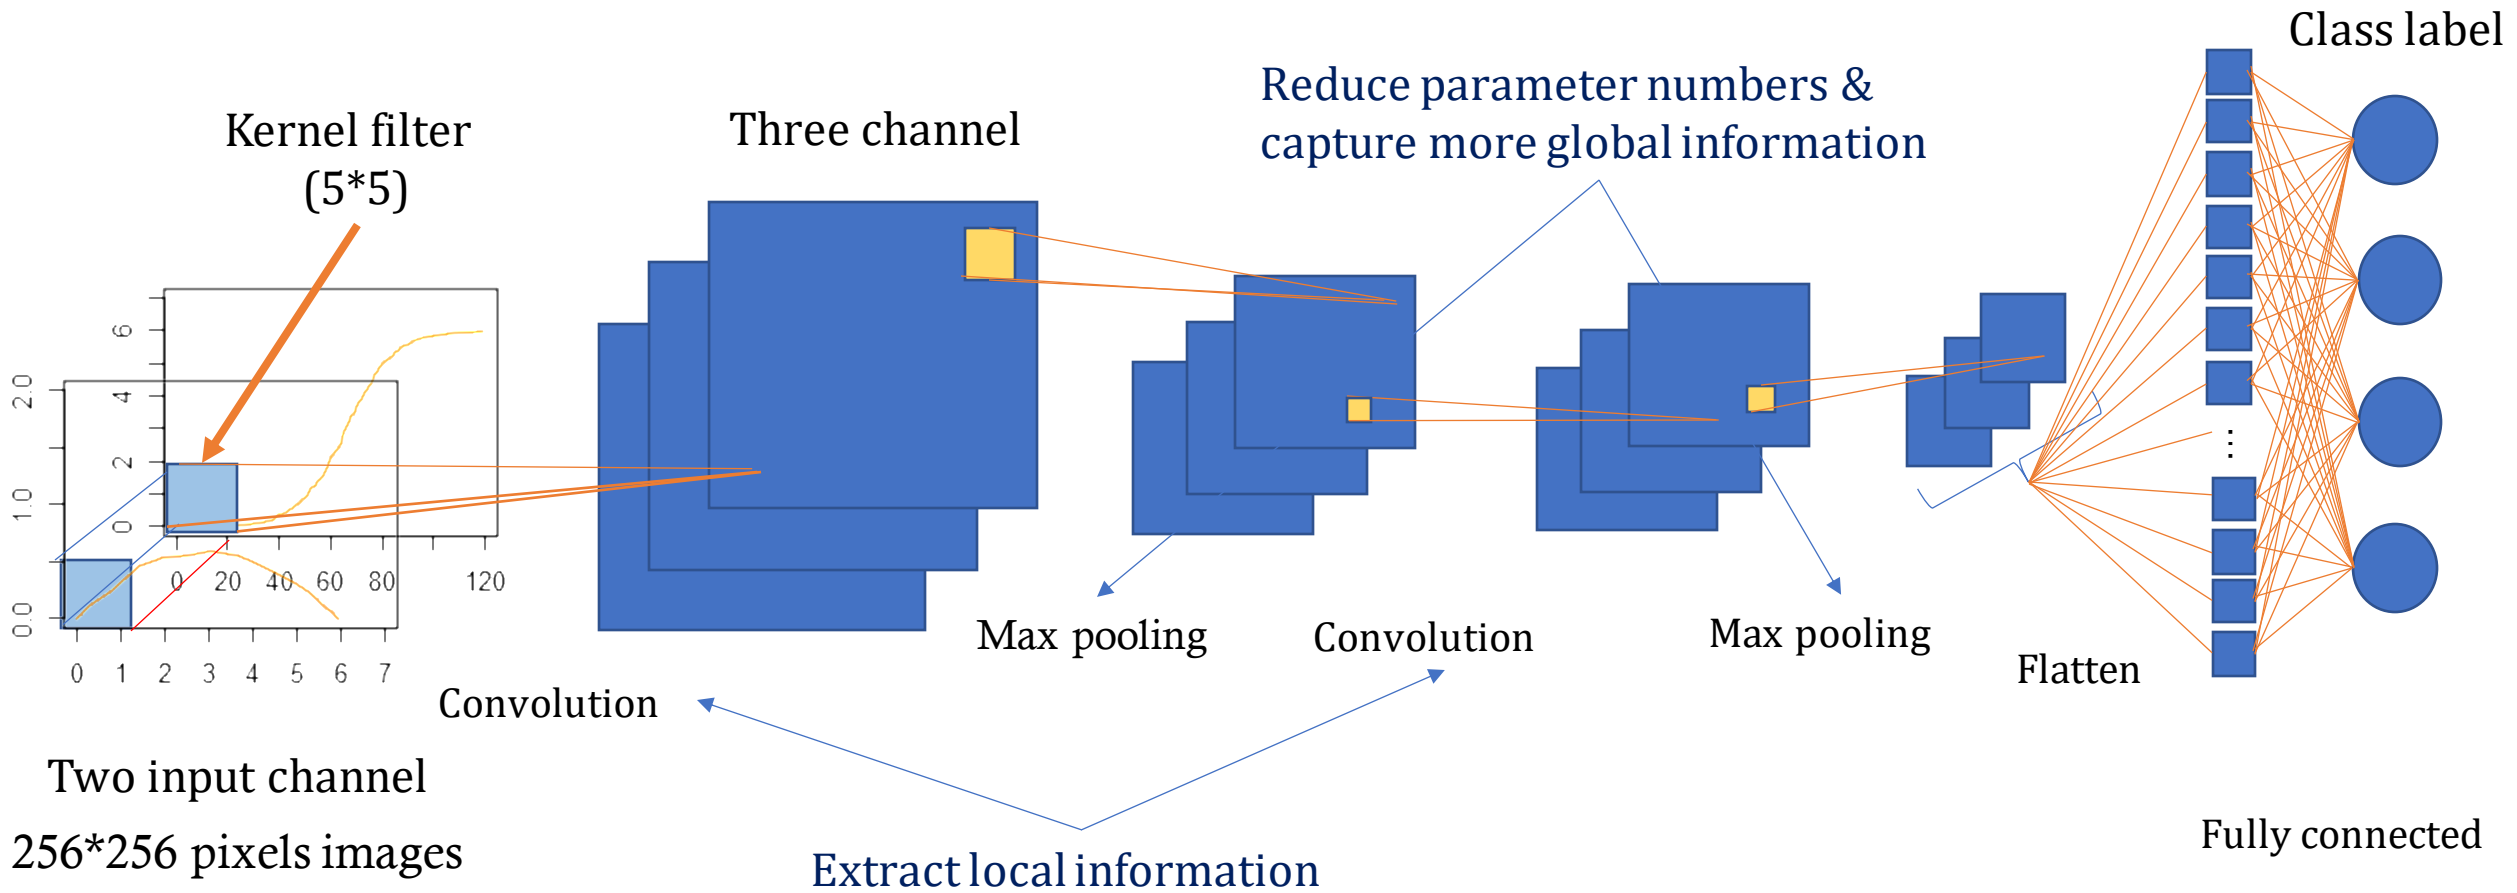 Class label
Reduce parameter numbers &
capture more global information
Kernel filter
(5*5)
Three channel
6
4
2
0
0 20 40 60 80 120
2.0
1.0
0.0
0 1 2 3 4 5 6 7
Max pooling
Convolution
Max pooling
Flatten
Convolution
Two input channel
256*256 pixels images
Extract local information
Fully connected
⋮